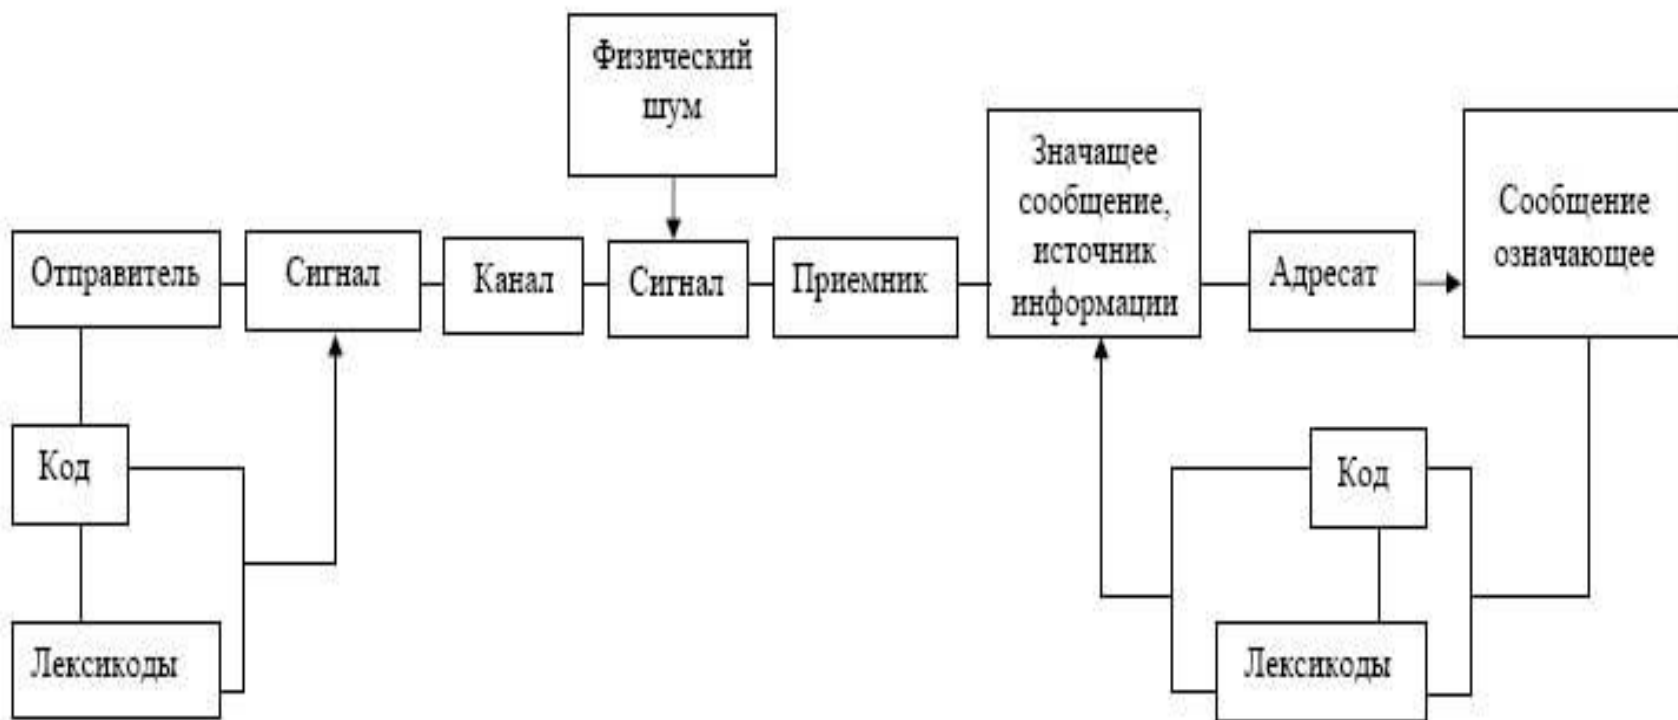 Физический
шум
Отправитель
Сигнал
Канал
Сигнал
Приемник
Значащее
сообщение,
источник
информации
Адресат
Сообщение
означающее
Код
Лексикоды
Код
Лексикоды